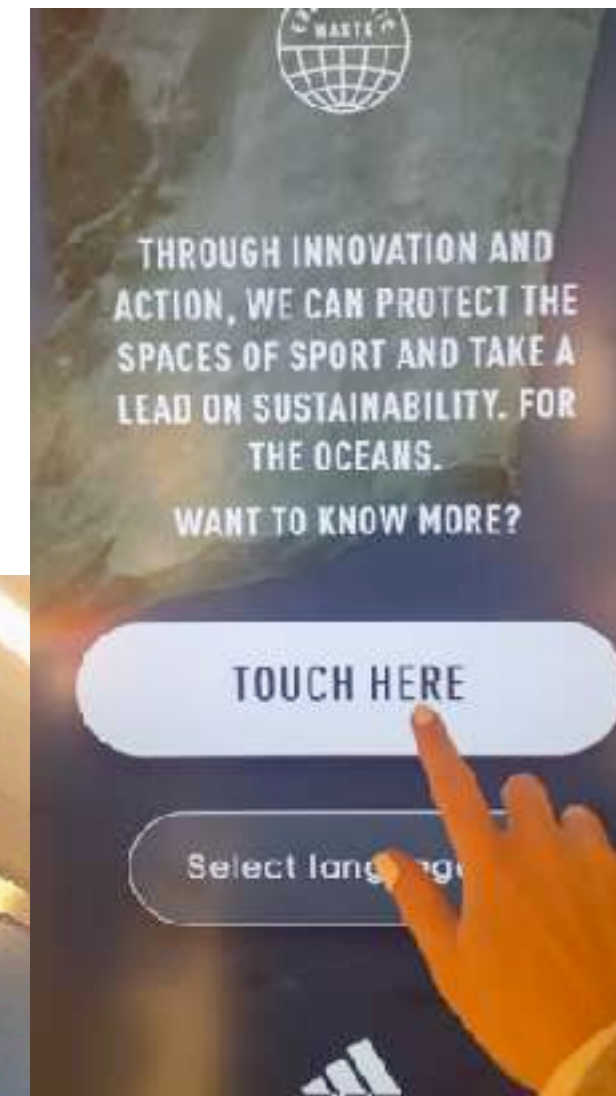 THROUGH INNOVATION AND
ACTION, WE CAN PROTECT THE
SPACES OF SPORT AND TAKE A
LEAD ON SUSTAINABILITY. FOR
THE OCEANS.
WANT TO KNOW MORE?
TOUCH HERE
Select